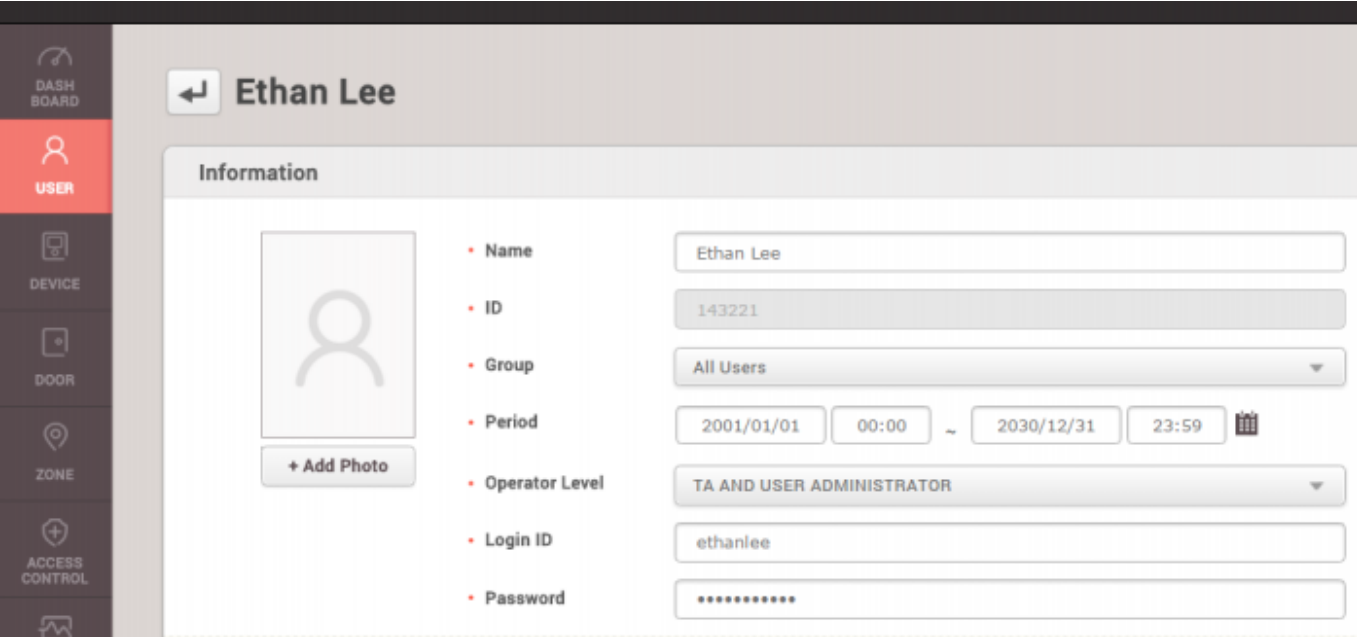 DASH
BOARD
USER
DEVICE
DOOR
ZONE
ACCESS
CONTROL
Ethan Lee
Information
+ Add Photo
• Name Ethan Lee
• ID 143221
• Group All Users
• Period 2001/01/01 00:00 ~ 2030/12/31 23:59
• Operator Level TA AND USER ADMINISTRATOR
• Login ID ethanlee
• Password •••••••••••